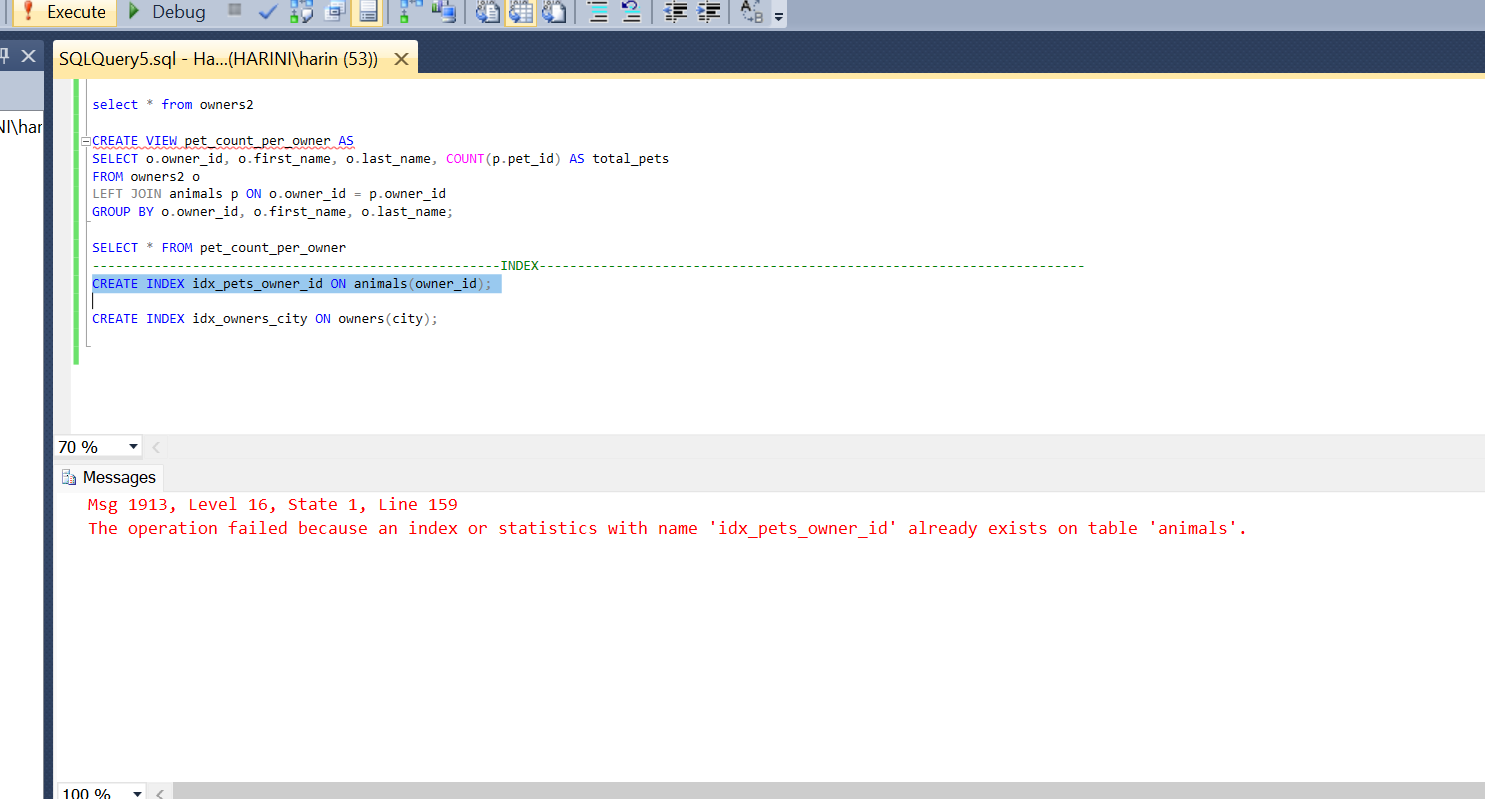 Execute Debug
SQLQuery5.sql - Ha...(HARINI\harin (53))
select * from owners2
NI\har
CREATE VIEW pet_count_per_owner AS
SELECT o.owner_id, o.first_name, o.last_name, COUNT(p.pet_id) AS total_pets
FROM owners2 o
LEFT JOIN animals p ON o.owner_id = p.owner_id
GROUP BY o.owner_id, o.first_name, o.last_name;
SELECT * FROM pet_count_per_owner
-----------------------------------------------------INDEX-----------------------------------------------------------------------
CREATE INDEX idx_pets_owner_id ON animals(owner_id);
CREATE INDEX idx_owners_city ON owners(city);
70 %
Messages
Msg 1913, Level 16, State 1, Line 159
The operation failed because an index or statistics with name 'idx_pets_owner_id' already exists on table 'animals'.
100 %